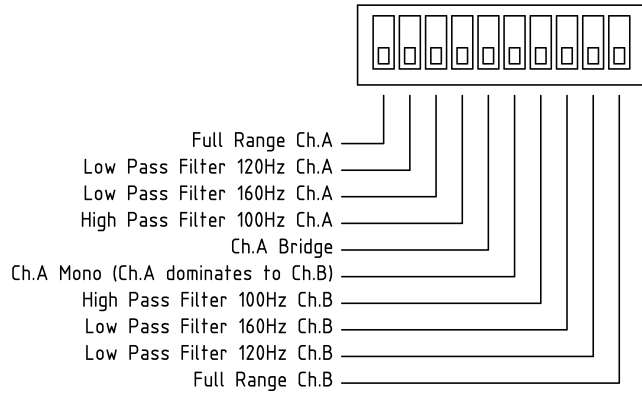 Full Range Ch.A
Low Pass Filter 120Hz Ch.A
Low Pass Filter 160Hz Ch.A
High Pass Filter 100Hz Ch.A
Ch.A Bridge
Ch.A Mono (Ch.A dominates to Ch.B)
High Pass Filter 100Hz Ch.B
Low Pass Filter 160Hz Ch.B
Low Pass Filter 120Hz Ch.B
Full Range Ch.B